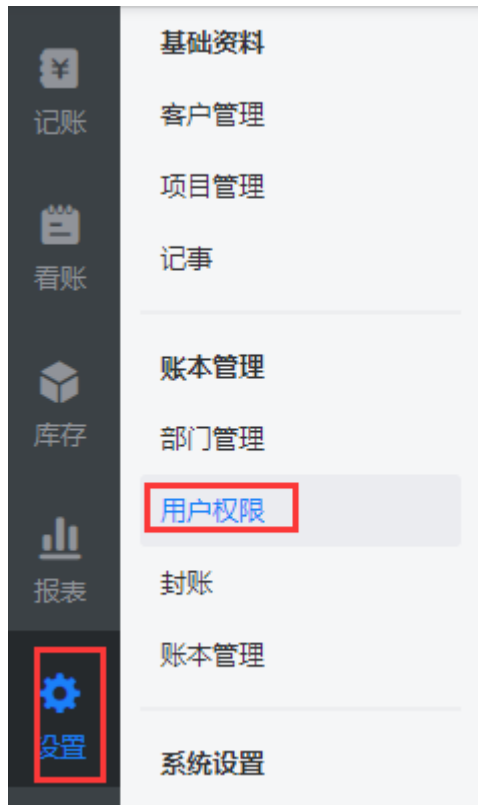 记账
看账
库存
报表
设置
基础资料
客户管理
项目管理
记事
账本管理
部门管理
用户权限
封账
账本管理
系统设置